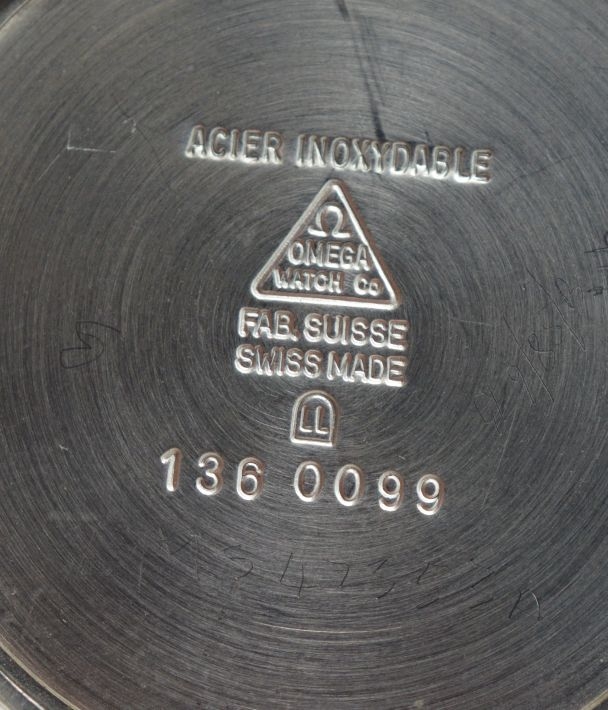 ACIER INOXYDABLE
Ω
OMEGA
WATCH Co
FAB. SUISSE
SWISS MADE
LL
136 0099